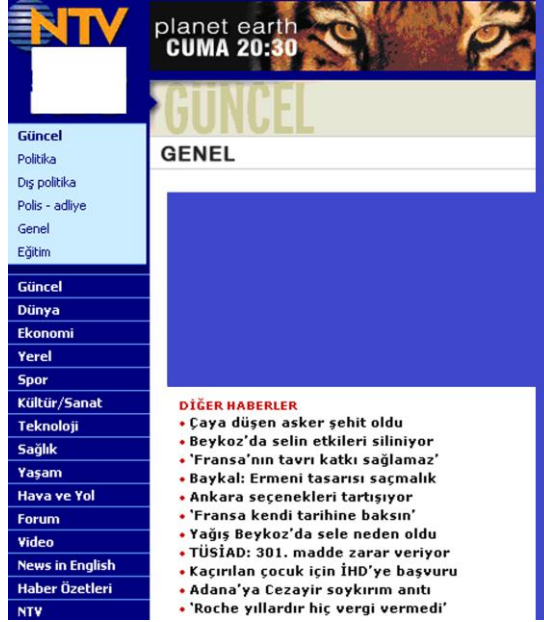 NTV
planet earth
CUMA 20:30
GÜNCEL
GENEL
Güncel
Politika
Dış politika
Polis - adliye
Genel
Eğitim
Güncel
Dünya
Ekonomi
Yerel
Spor
Kültür/Sanat
Teknoloji
Sağlık
Yaşam
Hava ve Yol
Forum
Video
News in English
Haber Özetleri
NTV
DİĞER HABERLER
• Çaya düşen asker şehit oldu
• Beykoz'da selin etkileri siliniyor
• 'Fransa'nın tavrı katkı sağlamaz'
• Baykal: Ermeni tasarısı saçmalık
• Ankara seçenekleri tartışıyor
• 'Fransa kendi tarihine baksın'
• Yağış Beykoz'da sele neden oldu
• TÜSİAD: 301. madde zarar veriyor
• Kaçırılan çocuk için İHD'ye başvuru
• Adana'ya Cezayir soykırım anıtı
• 'Roche yıllardır hiç vergi vermedi'